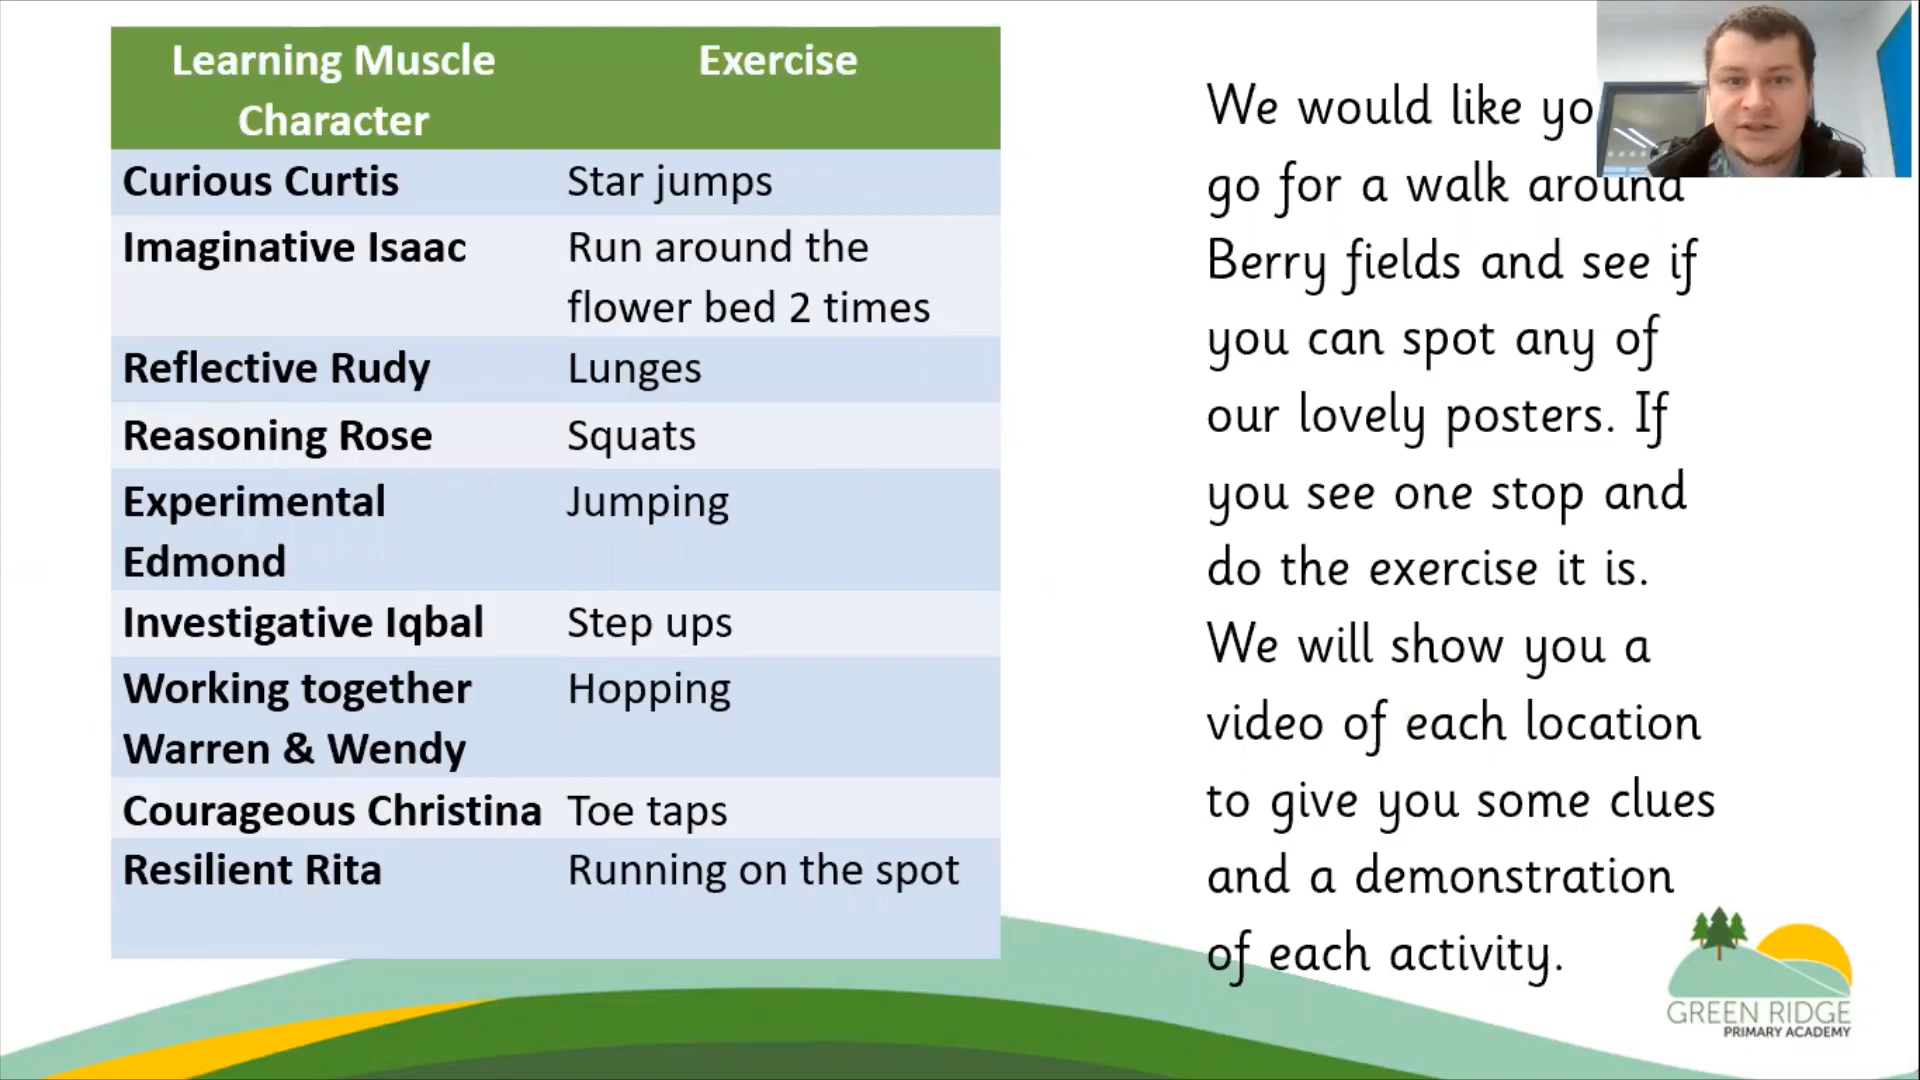 Learning Muscle Character
Exercise
Curious Curtis
Star jumps
Imaginative Isaac
Run around the
flower bed 2 times
Reflective Rudy
Lunges
Reasoning Rose
Squats
Experimental
Edmond
Jumping
Investigative Iqbal
Step ups
Working together
Warren & Wendy
Hopping
Courageous Christina
Toe taps
Resilient Rita
Running on the spot
We would like yo
go for a walk around
Berry fields and see if
you can spot any of
our lovely posters. If
you see one stop and
do the exercise it is.
We will show you a
video of each location
to give you some clues
and a demonstration
of each activity.
GREEN RIDGE
PRIMARY ACADEMY